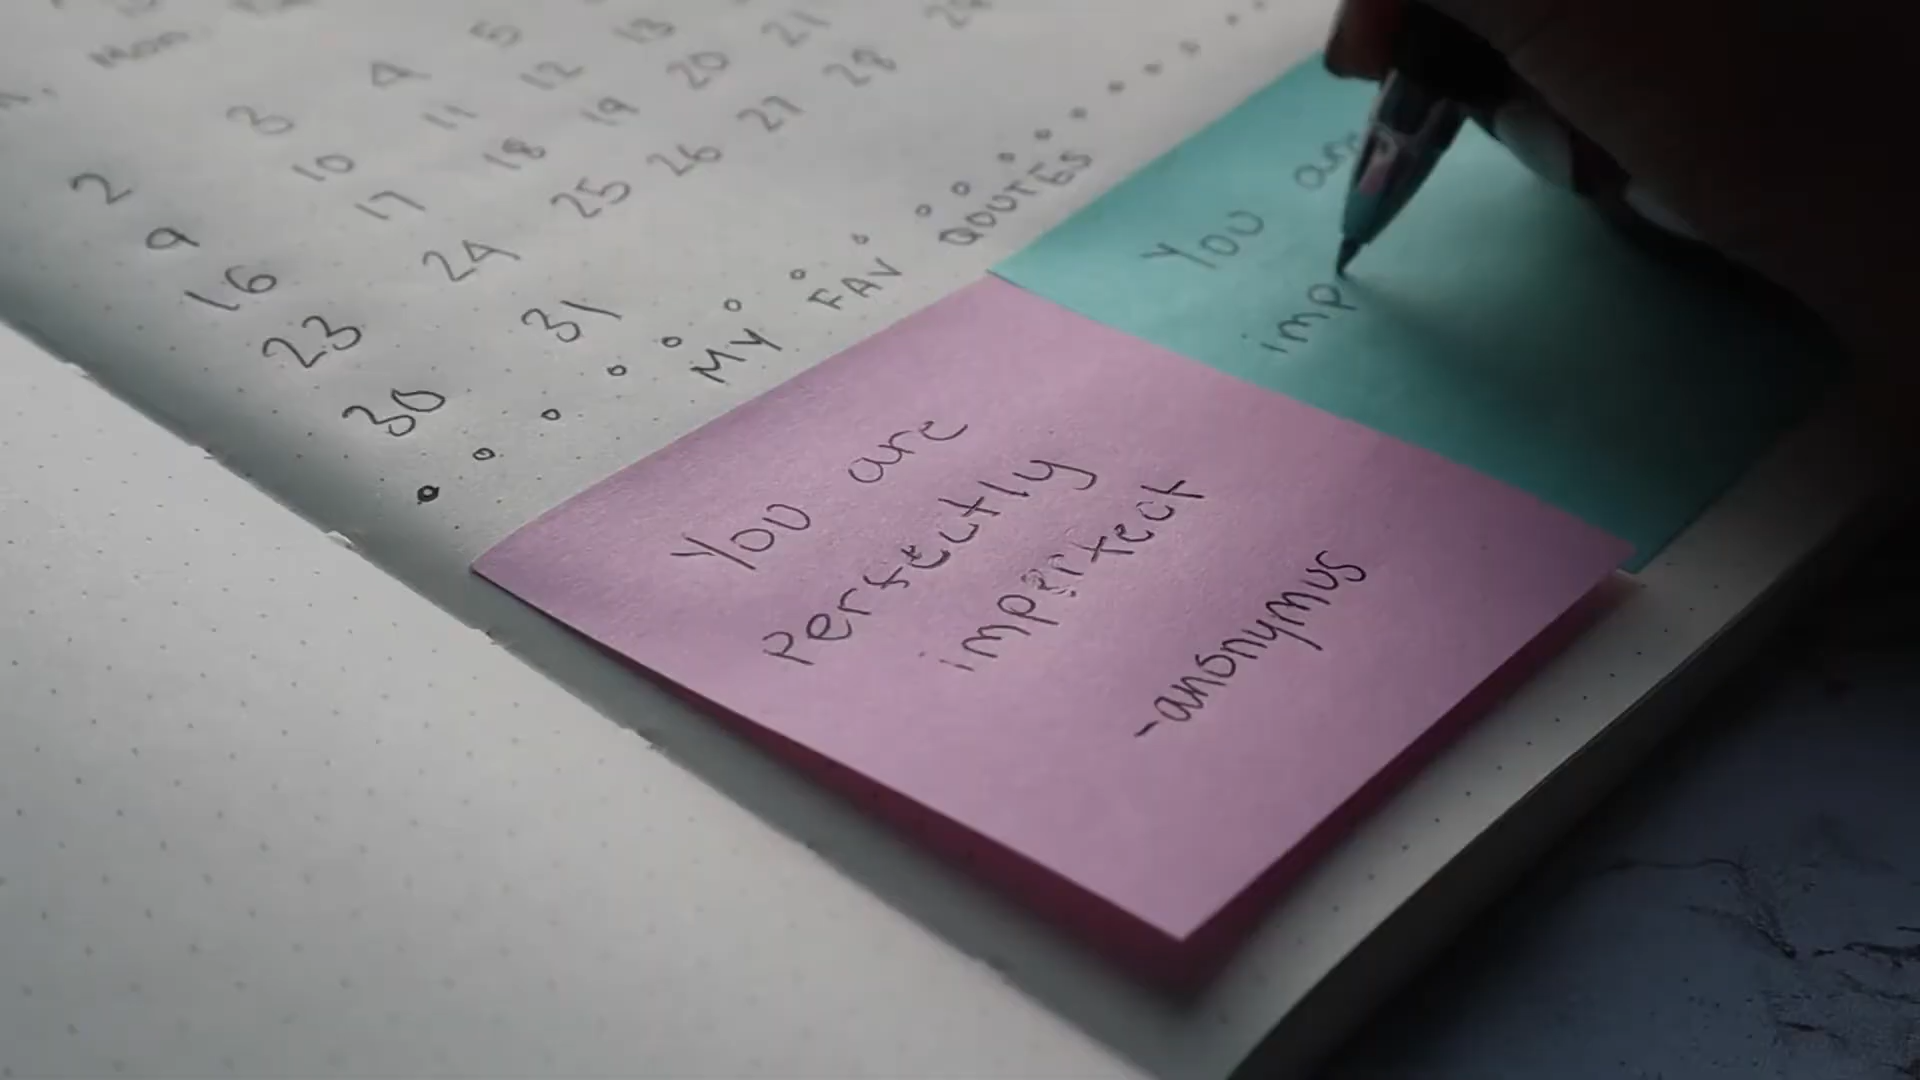 Mon
3 4 5
2 10 11 12 13
9 17 18 19 20 21
16 24 25 26 27 28
23 31
30
MY FAV QOUTES
You are
Perfectly
imperfect
-anonymus
You
imp